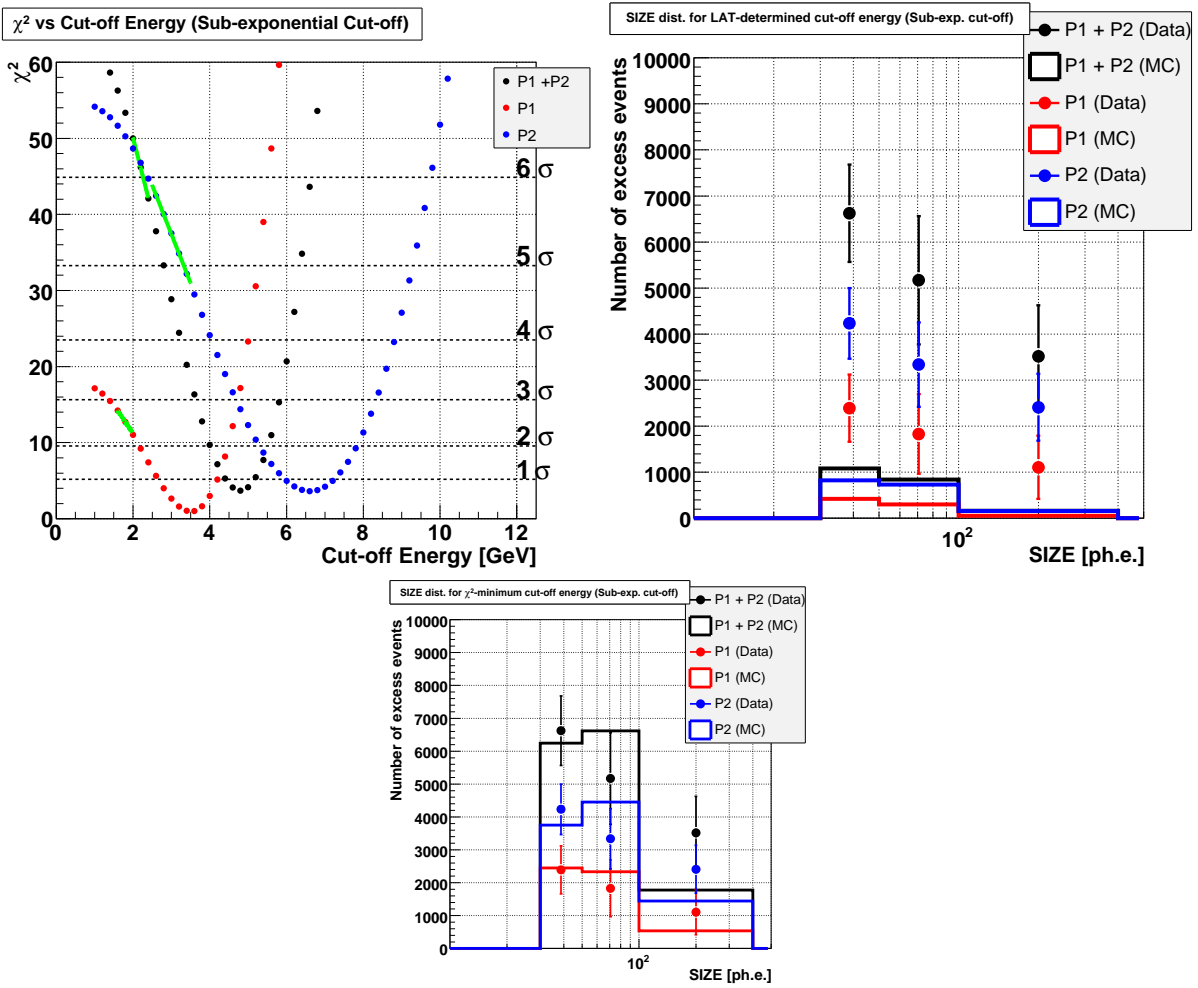 χ² vs Cut-off Energy (Sub-exponential Cut-off)
χ²
60
50
40
30
20
10
0
P1 +P2
P1
P2
6 σ
5 σ
4 σ
3 σ
2 σ
1 σ
0 2 4 6 8 10 12
Cut-off Energy [GeV]
SIZE dist. for LAT-determined cut-off energy (Sub-exp. cut-off)
Number of excess events
10000
9000
8000
7000
6000
5000
4000
3000
2000
1000
0
P1 + P2 (Data)
P1 + P2 (MC)
P1 (Data)
P1 (MC)
P2 (Data)
P2 (MC)
10²
SIZE [ph.e.]
SIZE dist. for χ²-minimum cut-off energy (Sub-exp. cut-off)
Number of excess events
10000
9000
8000
7000
6000
5000
4000
3000
2000
1000
0
P1 + P2 (Data)
P1 + P2 (MC)
P1 (Data)
P1 (MC)
P2 (Data)
P2 (MC)
10²
SIZE [ph.e.]